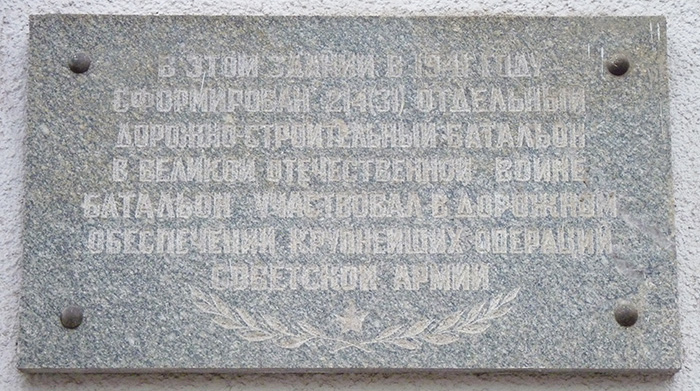 В ЭТОМ ЗДАНИИ В 1941 ГОДУ
СФОРМИРОВАН 214(31) ОТДЕЛЬНЫЙ
ДОРОЖНО-СТРОИТЕЛЬНЫЙ БАТАЛЬОН
В ВЕЛИКОЙ ОТЕЧЕСТВЕННОЙ ВОЙНЕ
БАТАЛЬОН УЧАСТВОВАЛ В ДОРОЖНОМ
ОБЕСПЕЧЕНИИ КРУПНЕЙШИХ ОПЕРАЦИЙ
СОВЕТСКОЙ АРМИИ